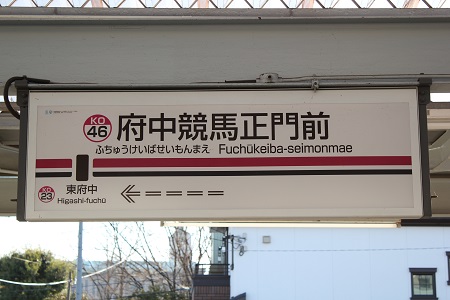 KO
46
府中競馬正門前
ふちゅうけいばせいもんまえ Fuchūkeiba-seimonmae
KO
23
東府中
Higashi-fuchū